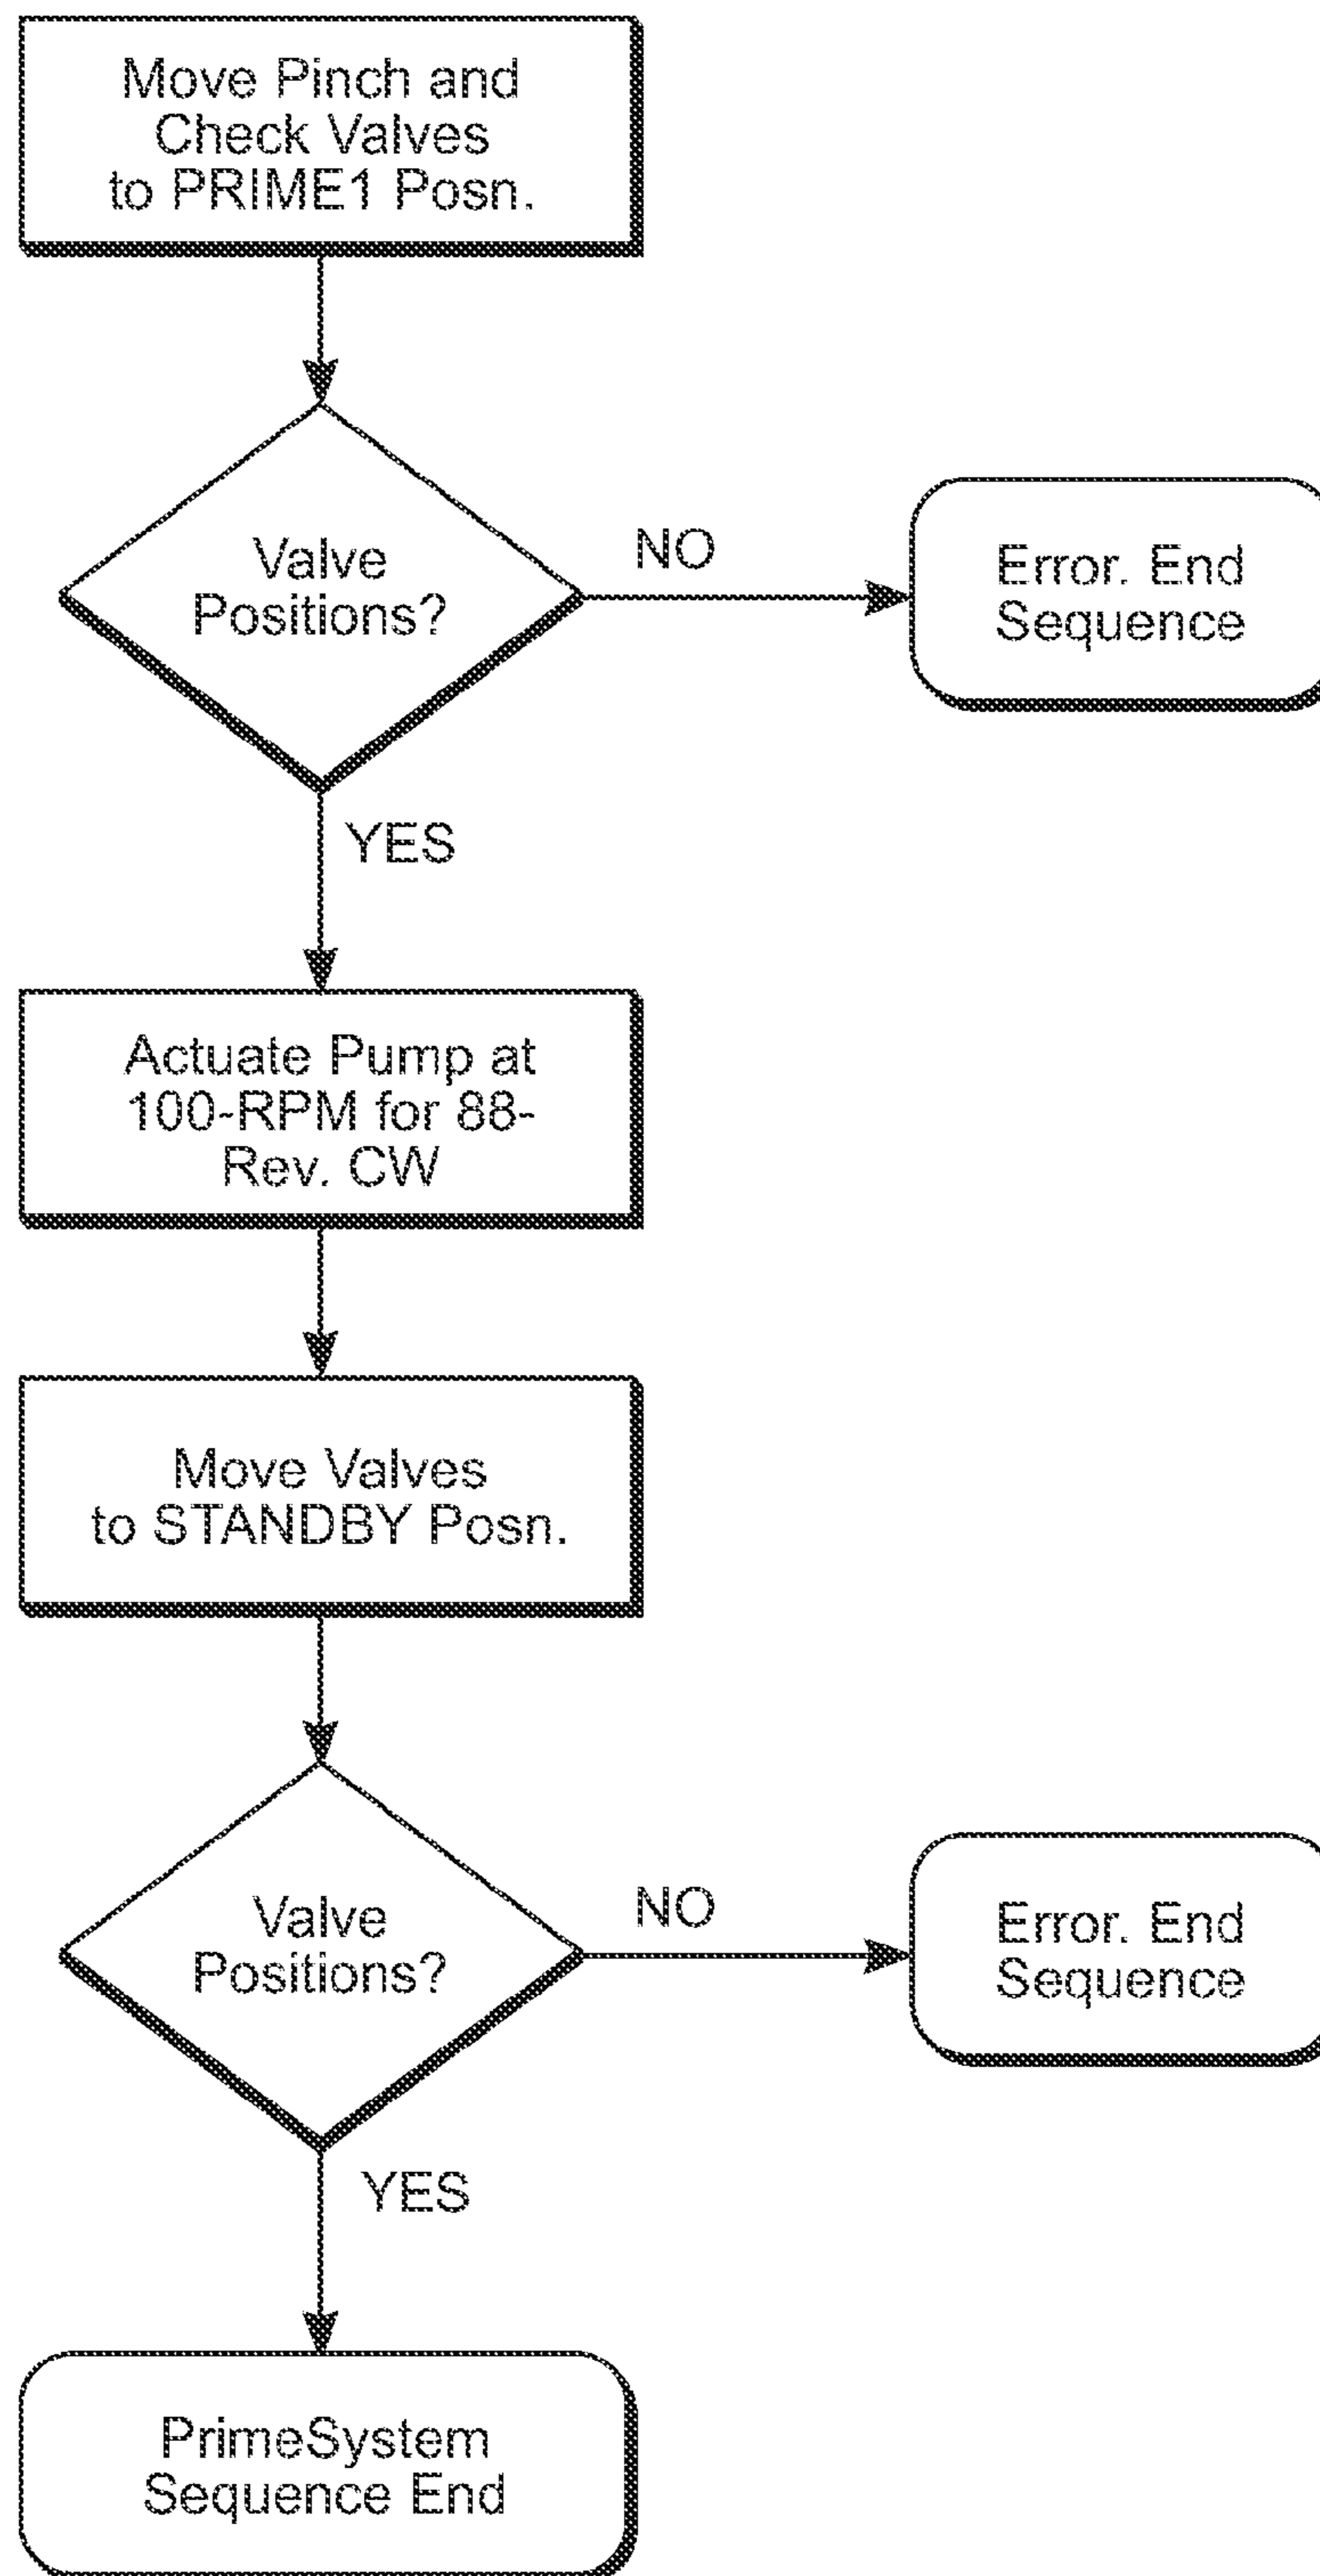 Move Pinch and
Check Valves
to PRIME1 Posn.
Valve
Positions?
NO
Error. End
Sequence
YES
Actuate Pump at
100-RPM for 88-
Rev. CW
Move Valves
to STANDBY Posn.
Valve
Positions?
NO
Error. End
Sequence
YES
PrimeSystem
Sequence End